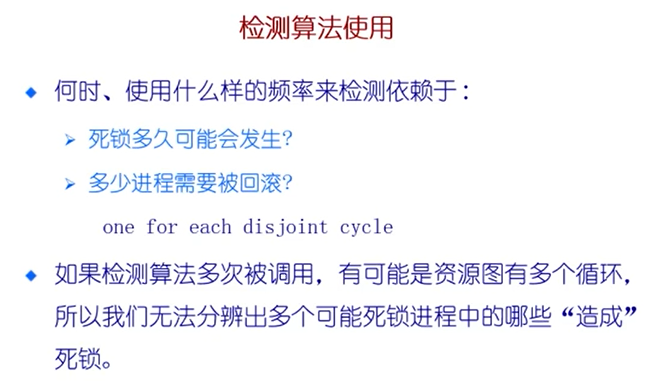 检测算法使用
何时、使用什么样的频率来检测依赖于：
死锁多久可能会发生?
多少进程需要被回滚?
one for each disjoint cycle
如果检测算法多次被调用，有可能是资源图有多个循环，
所以我们无法分辨出多个可能死锁进程中的哪些“造成”
死锁。